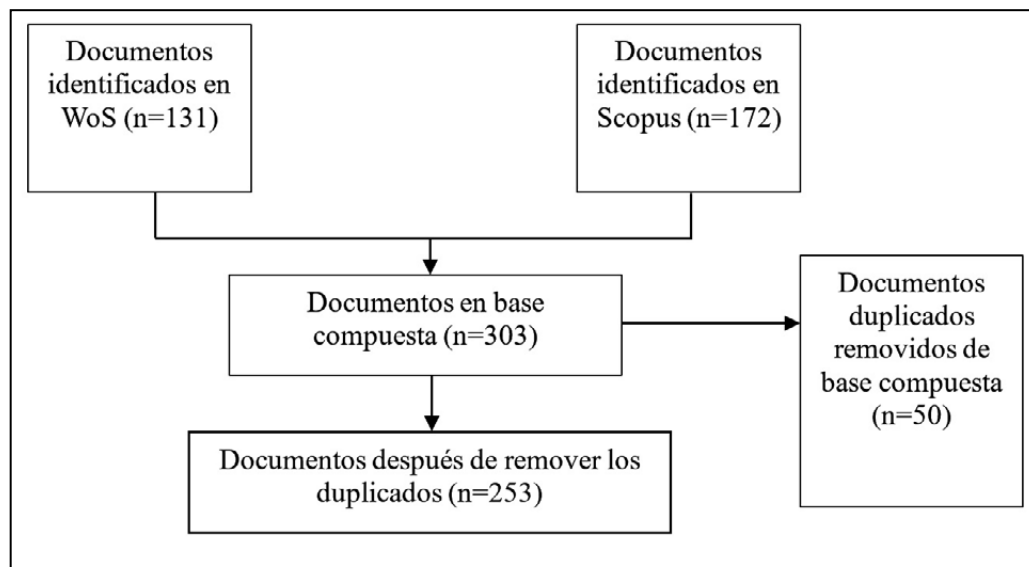 Documentos
identificados en
WoS (n=131)
Documentos
identificados en
Scopus (n=172)
Documentos en base
compuesta (n=303)
Documentos
duplicados
removidos de
base compuesta
(n=50)
Documentos después de remover los
duplicados (n=253)